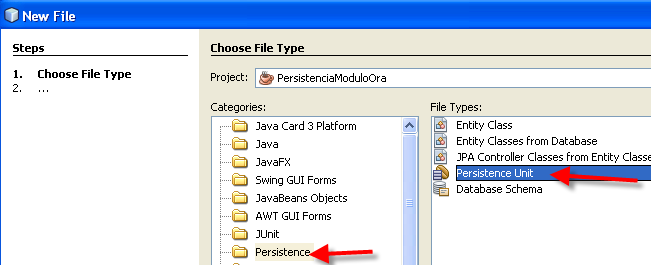 New File
Steps
1. Choose File Type
2. ...
Choose File Type
Project: PersistenciaModuloOra
Categories:
Java Card 3 Platform
Java
JavaFX
Swing GUI Forms
JavaBeans Objects
AWT GUI Forms
JUnit
Persistence
File Types:
Entity Class
Entity Classes from Database
JPA Controller Classes from Entity Classe
Persistence Unit
Database Schema